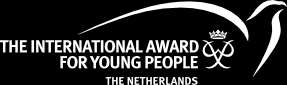 THE INTERNATIONAL AWARD
FOR YOUNG PEOPLE
THE NETHERLANDS